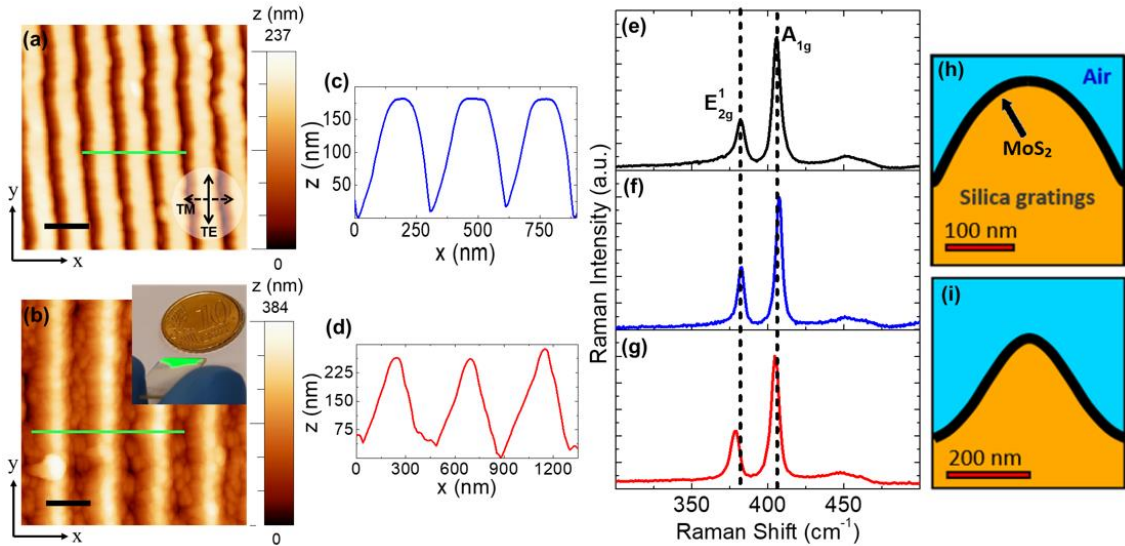 (a)
z (nm)
237
0
y
x
TM
TE
(b)
z (nm)
384
0
y
x
10
(c)
z (nm)
150
100
50
0
250
500
750
x (nm)
(d)
z (nm)
225
150
75
0
300
600
900
1200
x (nm)
(e)
E¹2g
A1g
(f)
(g)
Raman Intensity (a.u.)
350
400
450
Raman Shift (cm⁻¹)
(h)
Air
MoS₂
Silica gratings
100 nm
(i)
200 nm